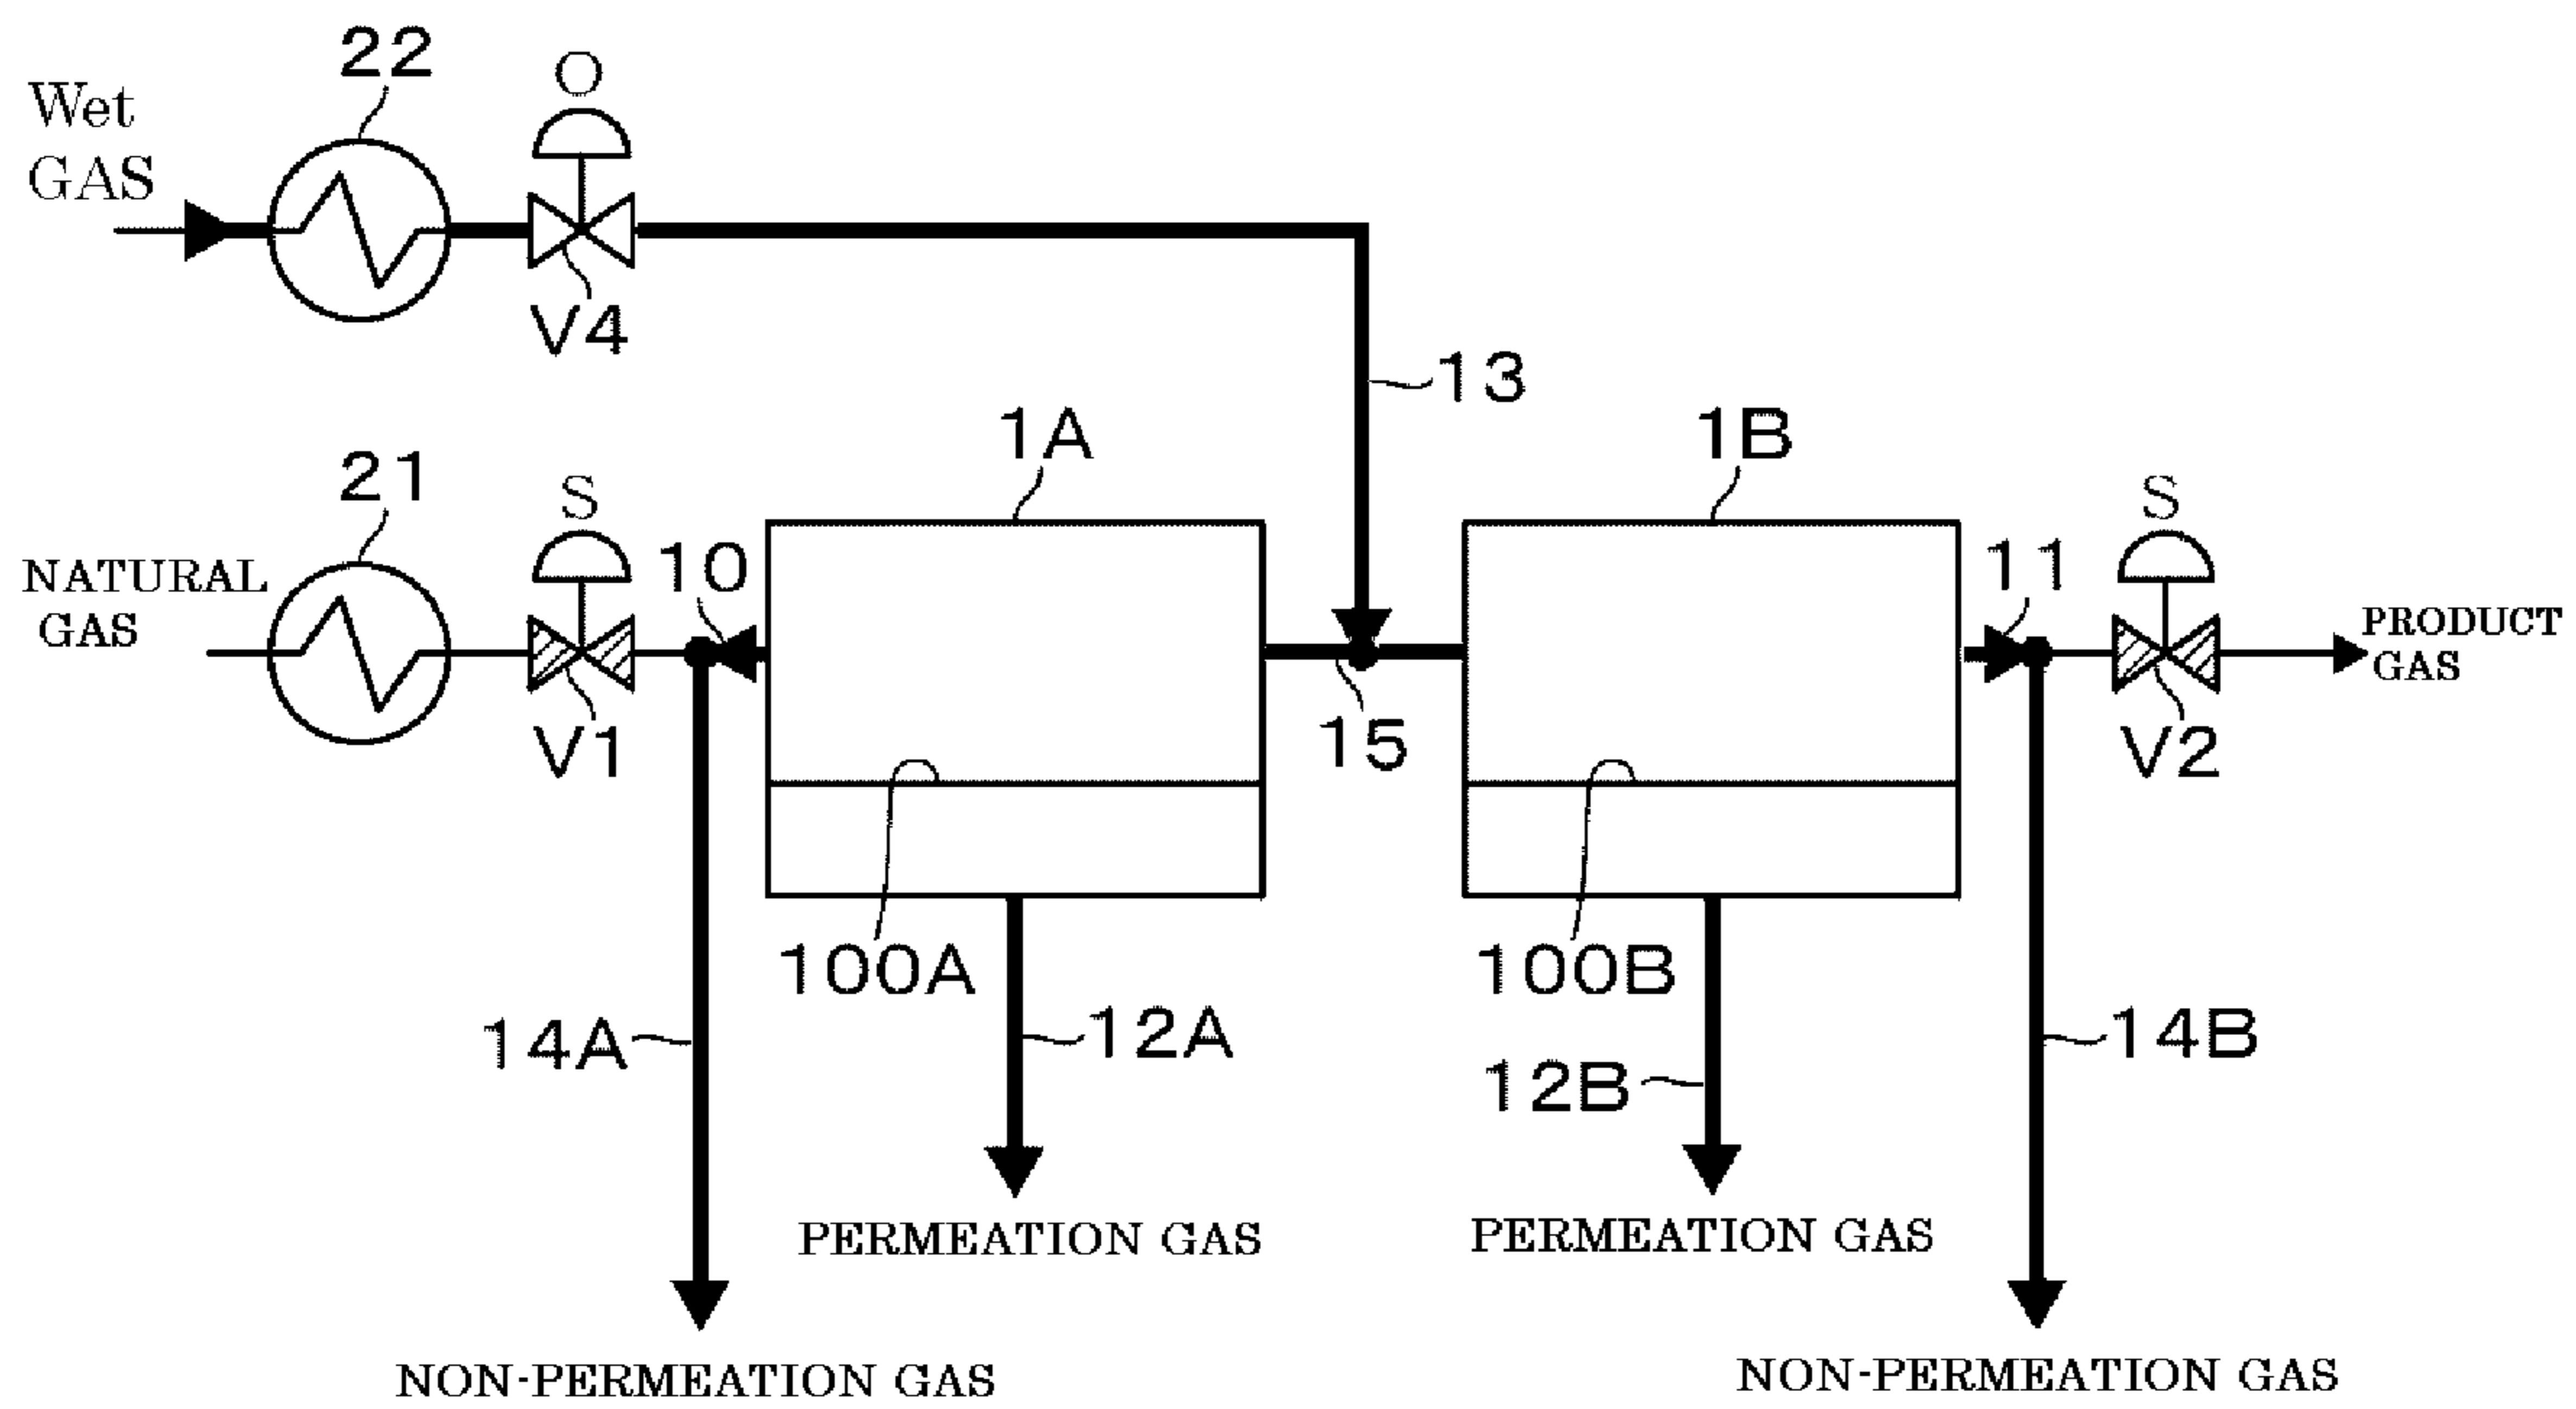 22
O
Wet
GAS
V4
13
1A
1B
21
S
S
10
11
NATURAL
GAS
PRODUCT
GAS
V1
15
V2
100A
100B
14A
12A
12B
14B
PERMEATION GAS
PERMEATION GAS
NON-PERMEATION GAS
NON-PERMEATION GAS